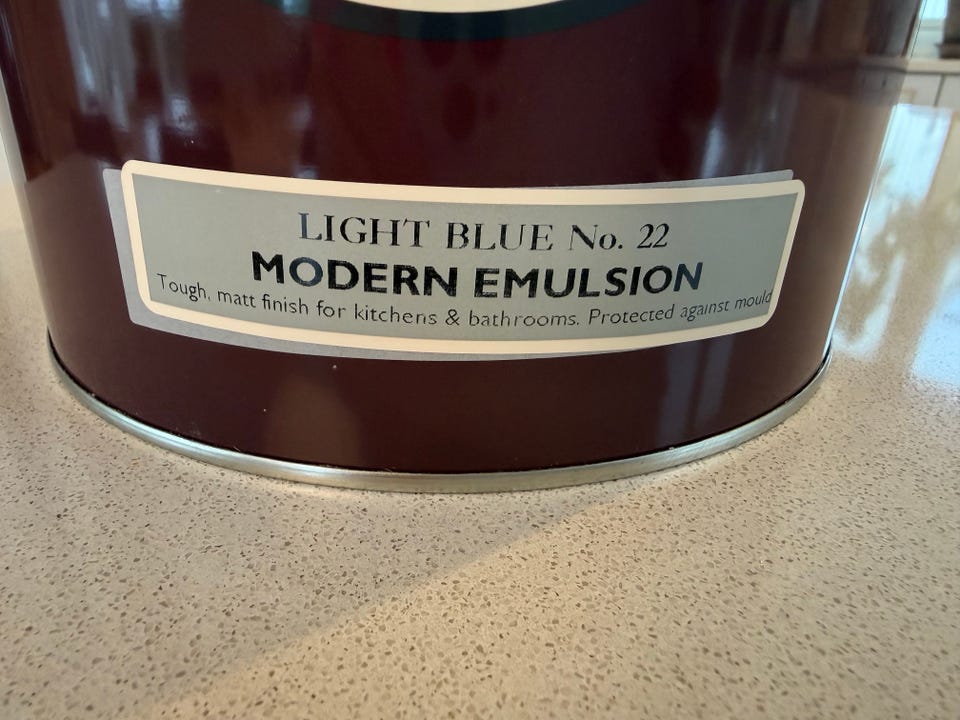 LIGHT BLUE No. 22
MODERN EMULSION
Tough, matt finish for kitchens & bathrooms. Protected against mould